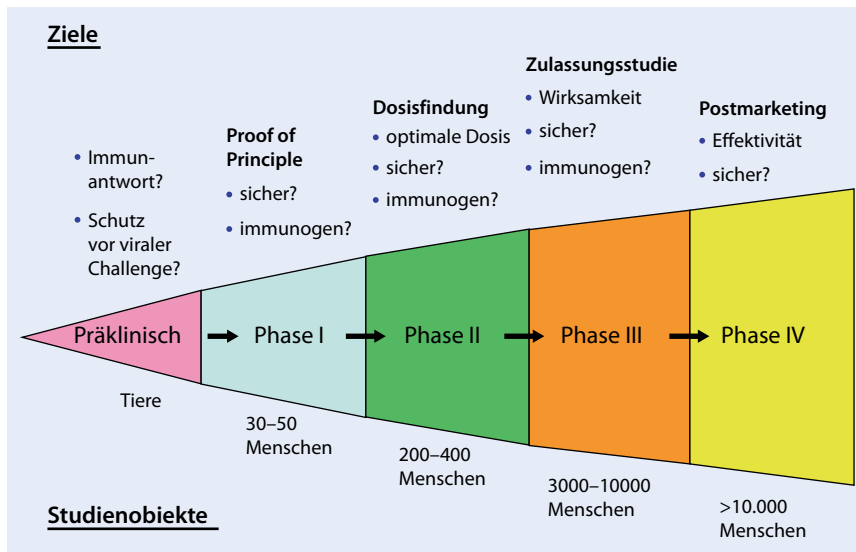 Ziele
• Immun-
antwort?
• Schutz
vor viraler
Challenge?
Proof of
Principle
• sicher?
• immunogen?
Dosisfindung
• optimale Dosis
• sicher?
• immunogen?
Zulassungsstudie
• Wirksamkeit
• sicher?
• immunogen?
Postmarketing
• Effektivität
• sicher?
Präklinisch
Phase I
Phase II
Phase III
Phase IV
Tiere
30–50
Menschen
200–400
Menschen
3000–10000
Menschen
>10.000
Menschen
Studienobiekte